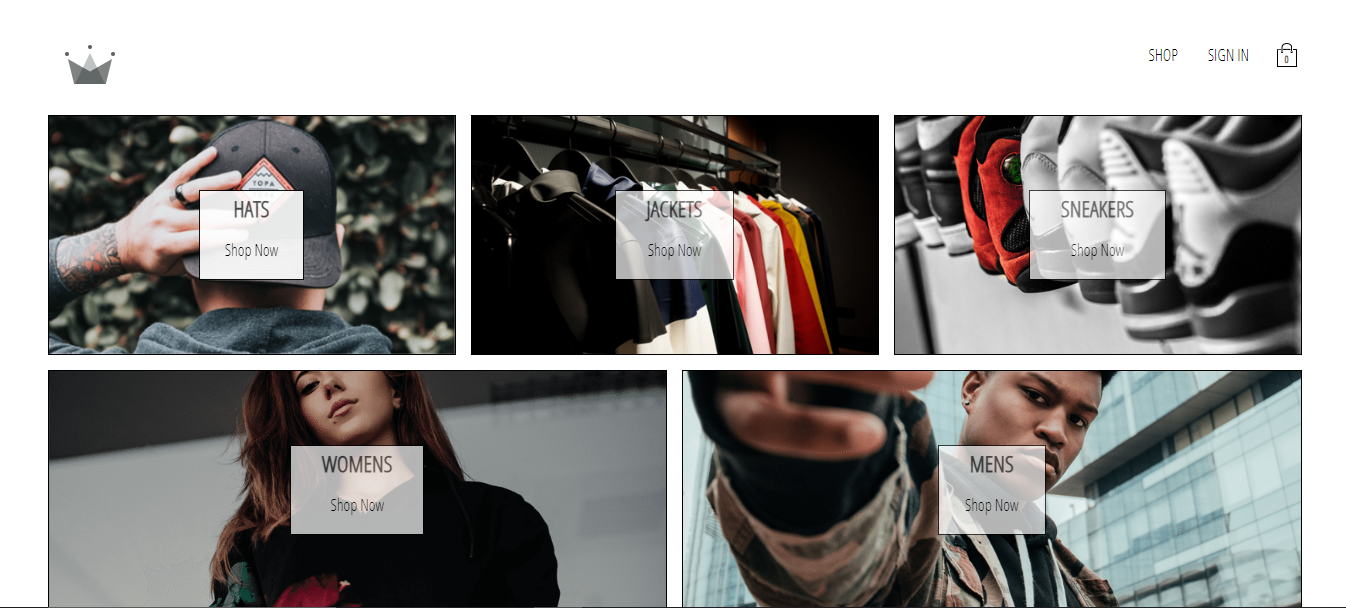 SHOP
SIGN IN
0
TOPA
HATS
Shop Now
JACKETS
Shop Now
SNEAKERS
Shop Now
WOMENS
Shop Now
MENS
Shop Now